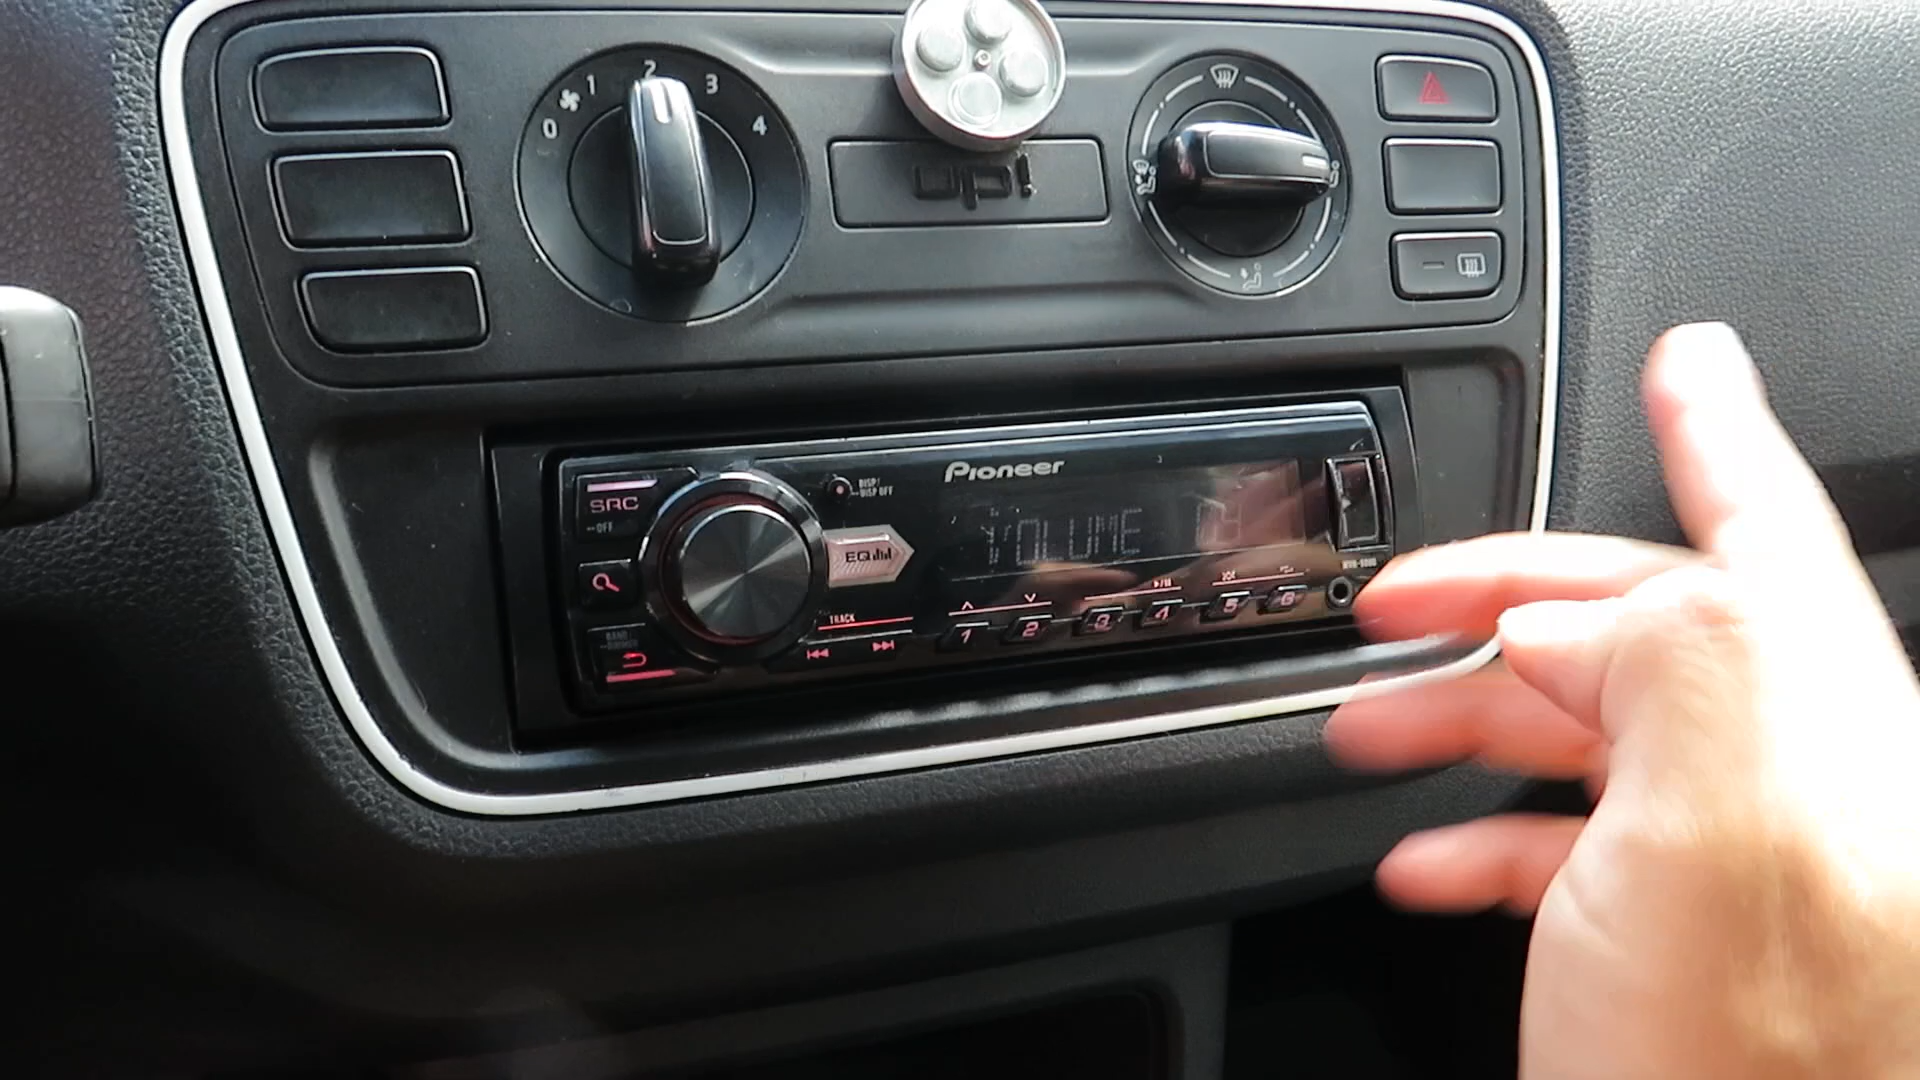 0 1 2 3 4
up!
Pioneer
SRC
OFF
DISP/
DISP OFF
EQ
VOLUME
BAND
TRACK
1 2 3 4 5 6